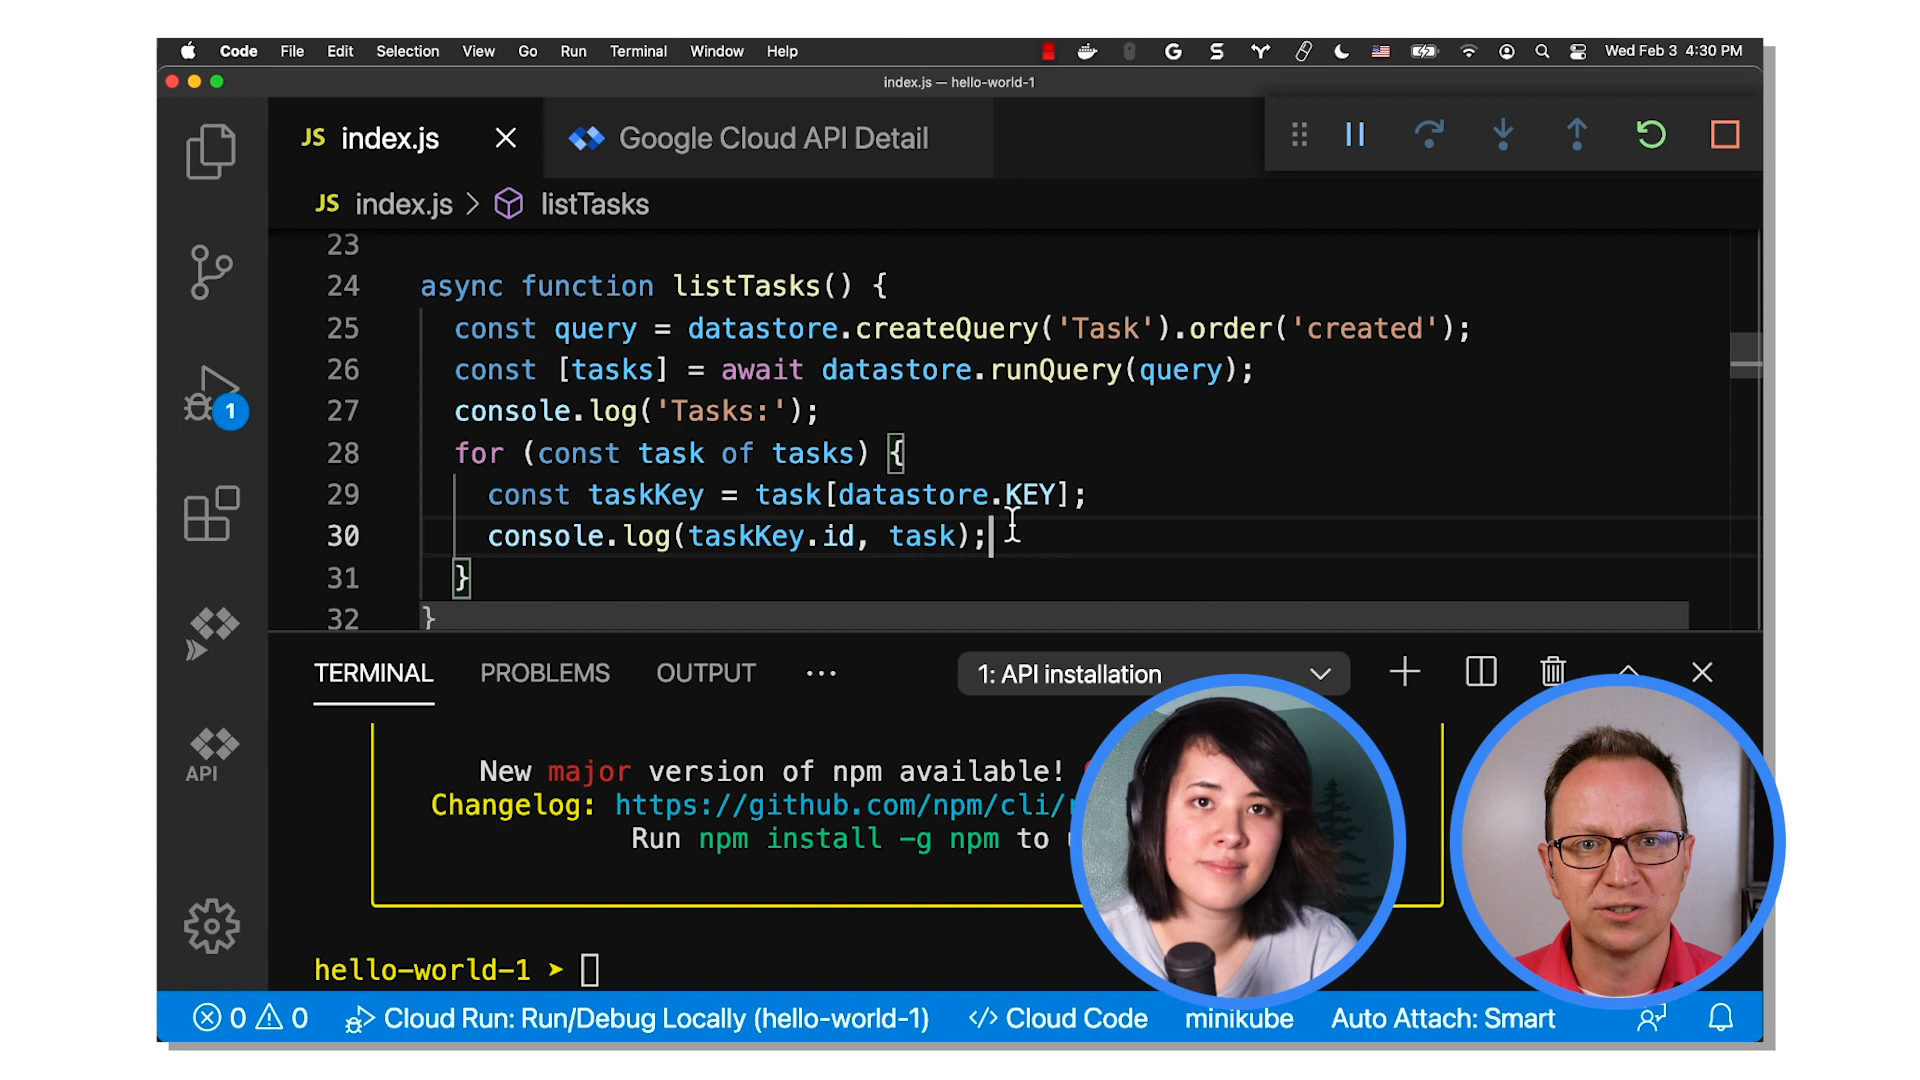 Code File Edit Selection View Go Run Terminal Window Help Wed Feb 3 4:30 PM
index.js — hello-world-1
JS index.js Google Cloud API Detail
JS index.js > listTasks
23
24 async function listTasks() {
25 const query = datastore.createQuery('Task').order('created');
26 const [tasks] = await datastore.runQuery(query);
27 console.log('Tasks:');
28 for (const task of tasks) {
29 const taskKey = task[datastore.KEY];
30 console.log(taskKey.id, task);
31 }
32 }
1
API
TERMINAL PROBLEMS OUTPUT ··· 1: API installation
New major version of npm available!
Changelog: https://github.com/npm/cli/
Run npm install -g npm to
hello-world-1 ➤
0 0 Cloud Run: Run/Debug Locally (hello-world-1) </> Cloud Code minikube Auto Attach: Smart